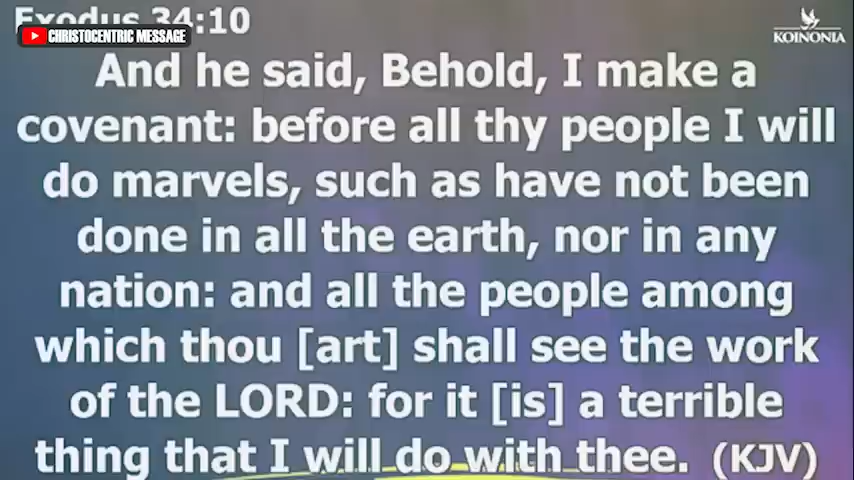 Exodus 34:10
CHRISTOCENTRIC MESSAGE
KOINONIA
And he said, Behold, I make a
covenant: before all thy people I will
do marvels, such as have not been
done in all the earth, nor in any
nation: and all the people among
which thou [art] shall see the work
of the LORD: for it [is] a terrible
thing that I will do with thee. (KJV)